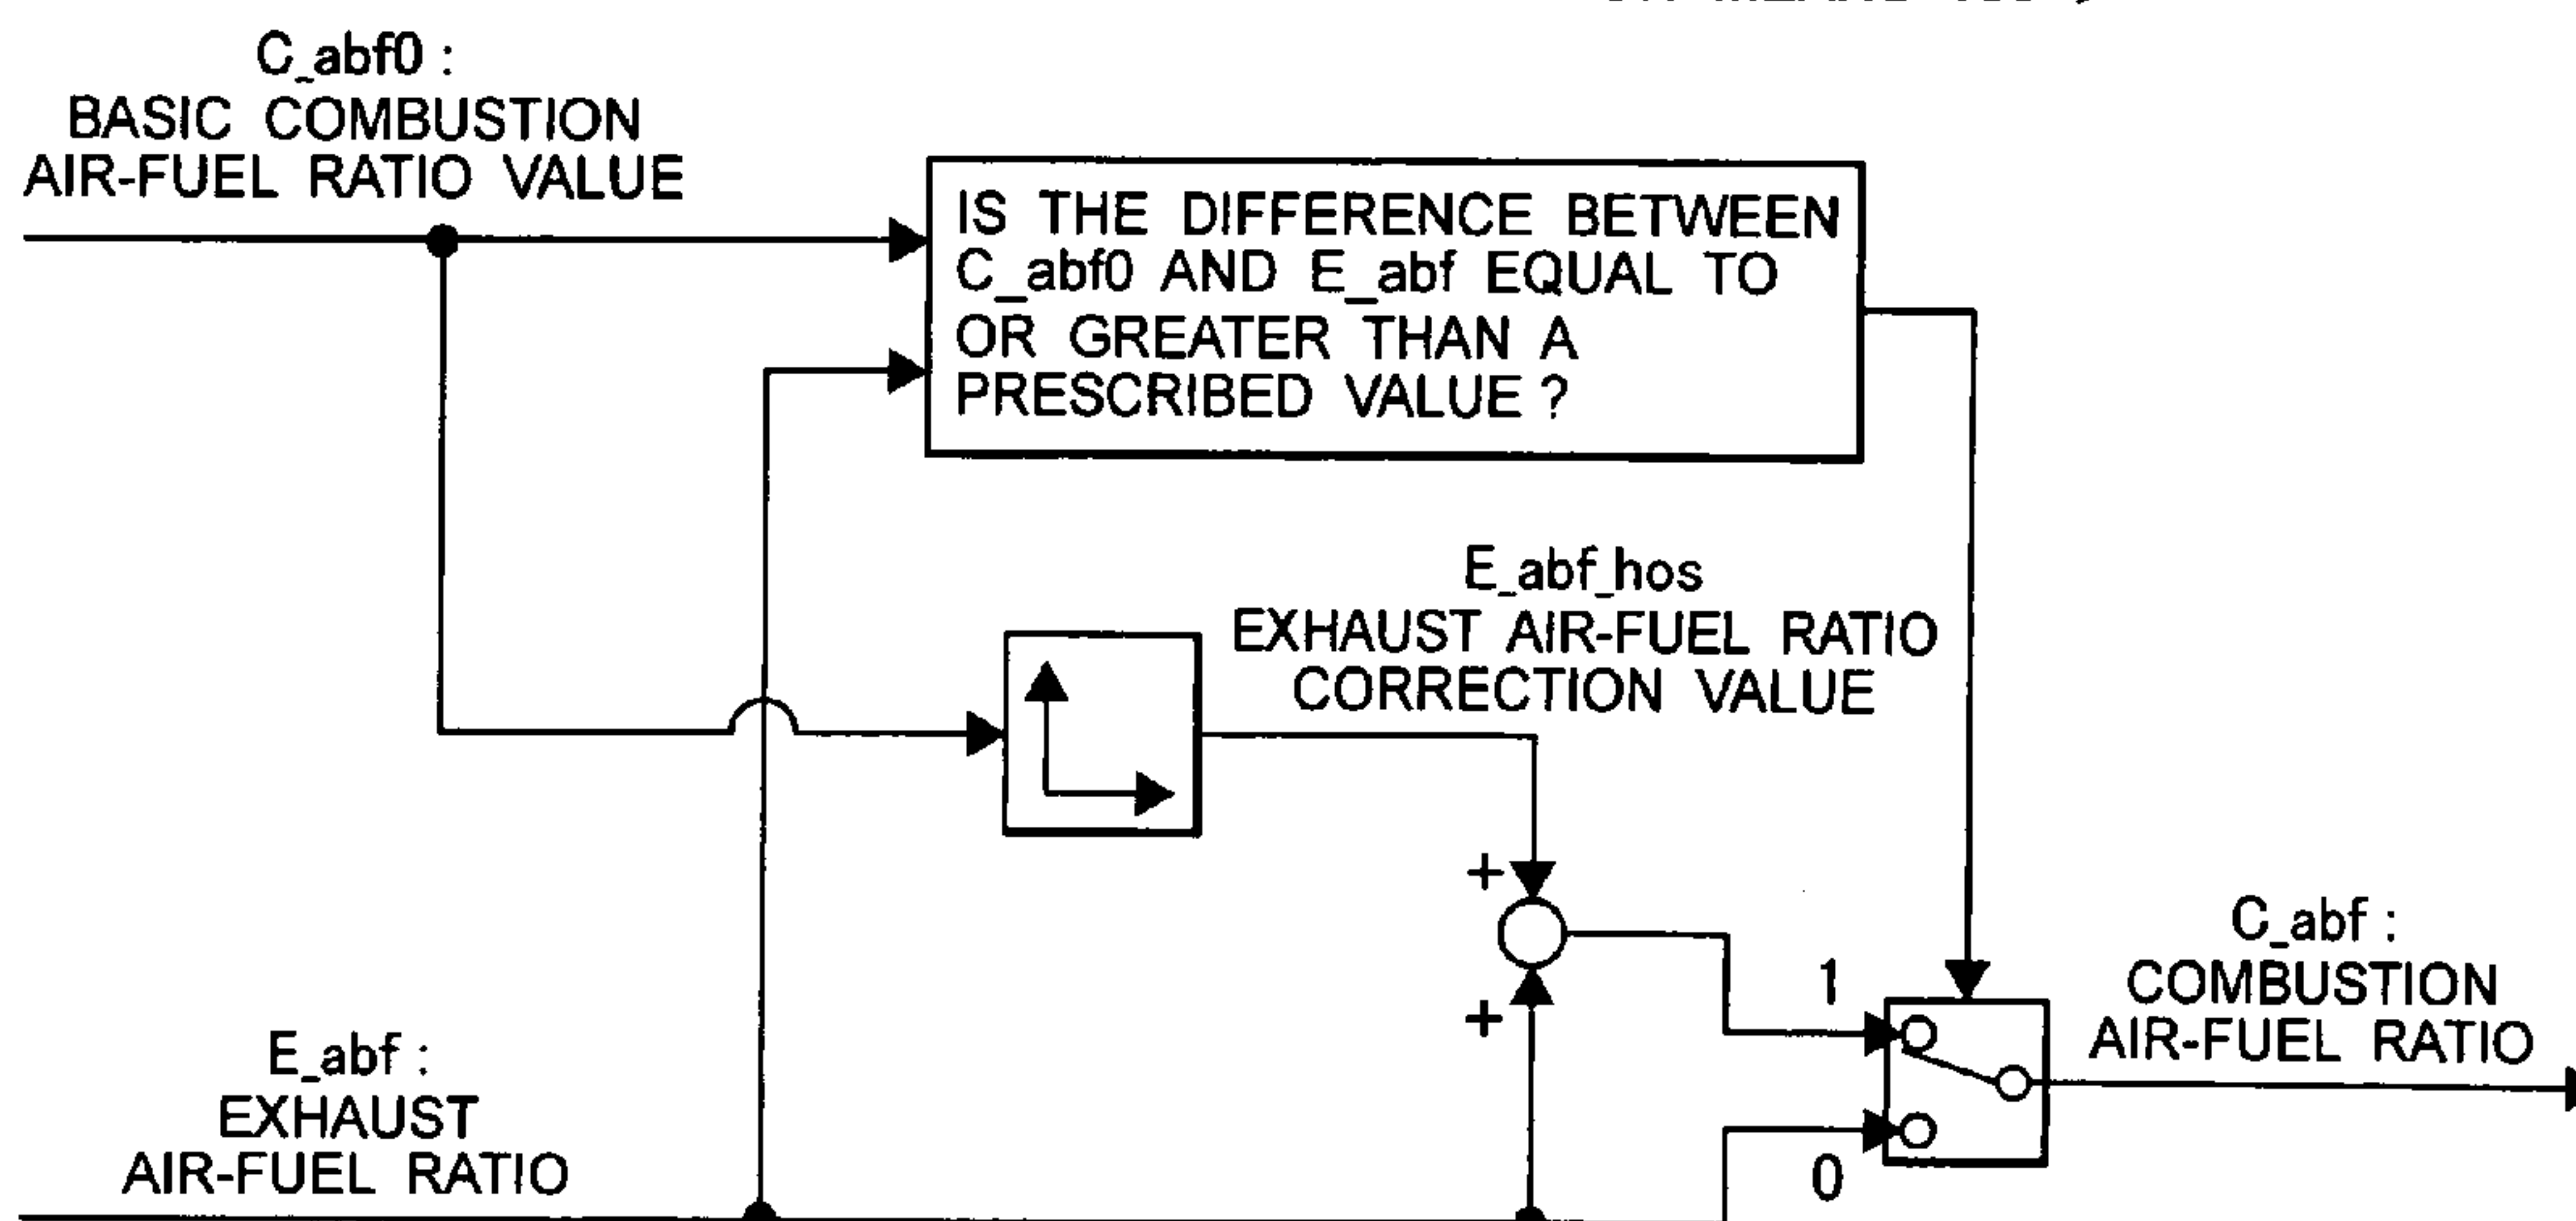 C_abf0 :
BASIC COMBUSTION
AIR-FUEL RATIO VALUE
IS THE DIFFERENCE BETWEEN
C_abf0 AND E_abf EQUAL TO
OR GREATER THAN A
PRESCRIBED VALUE ?
E_abf_hos
EXHAUST AIR-FUEL RATIO
CORRECTION VALUE
+
+
1
0
C_abf :
COMBUSTION
AIR-FUEL RATIO
E_abf :
EXHAUST
AIR-FUEL RATIO